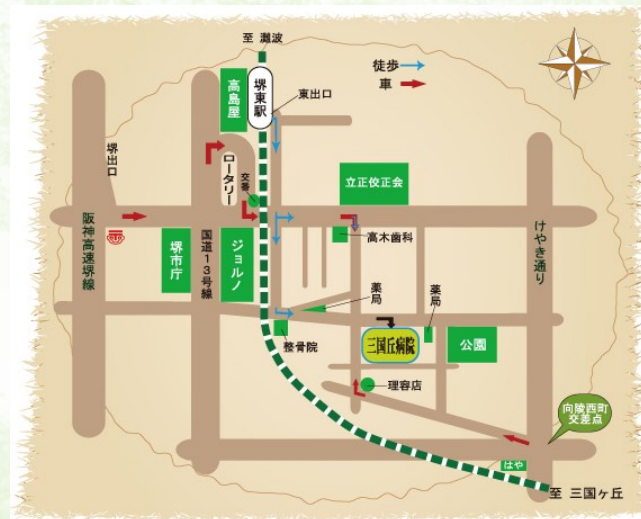 至 灘波
徒歩
車
高島屋
堺東駅
東出口
堺出口
ロータリー
交番
立正佼正会
高木歯科
阪神高速堺線
堺市庁
国道13号線
ジョルノ
けやき通り
薬局
薬局
整骨院
三国丘病院
公園
理容店
向陵西町
交差点
はや
至 三国ヶ丘